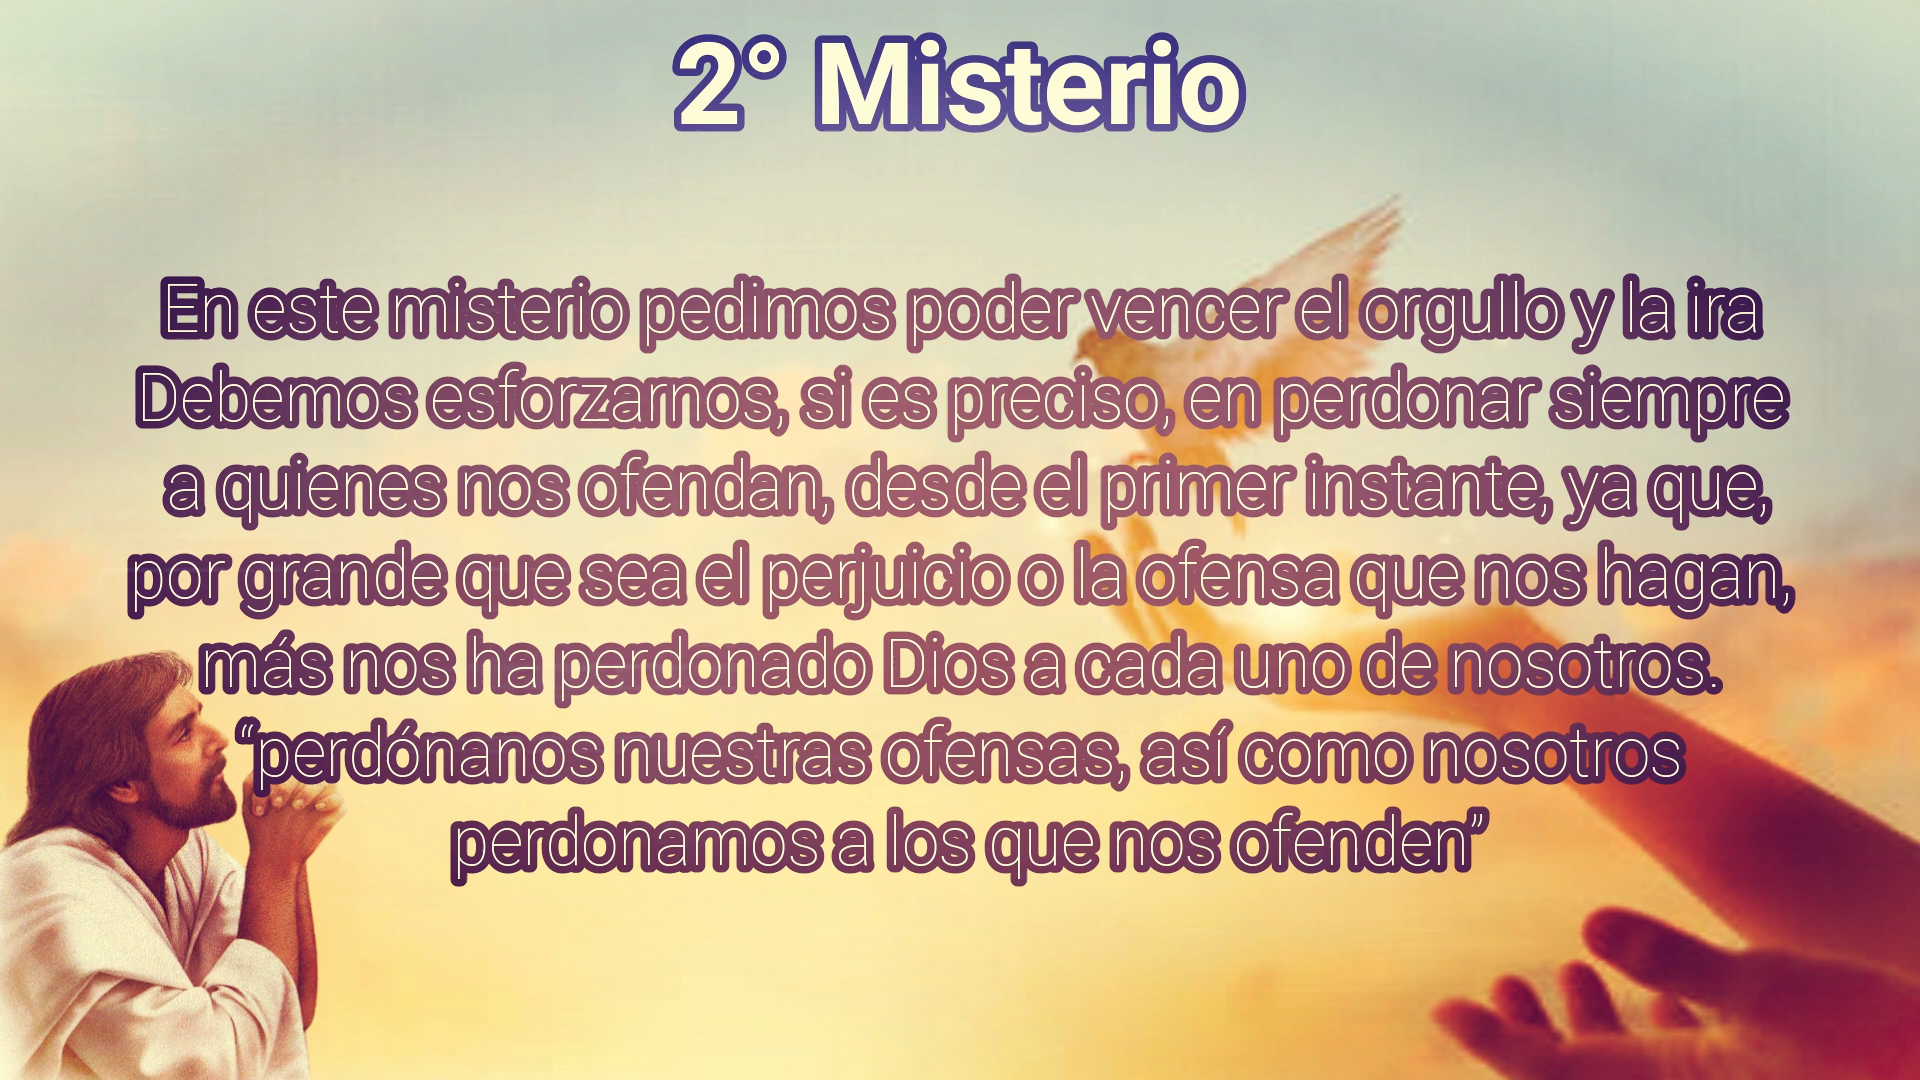 2° Misterio
En este misterio pedimos poder vencer el orgullo y la ira
Debemos esforzarnos, si es preciso, en perdonar siempre
a quienes nos ofendan, desde el primer instante, ya que,
por grande que sea el perjuicio o la ofensa que nos hagan,
más nos ha perdonado Dios a cada uno de nosotros.
“perdónanos nuestras ofensas, así como nosotros
perdonamos a los que nos ofenden”